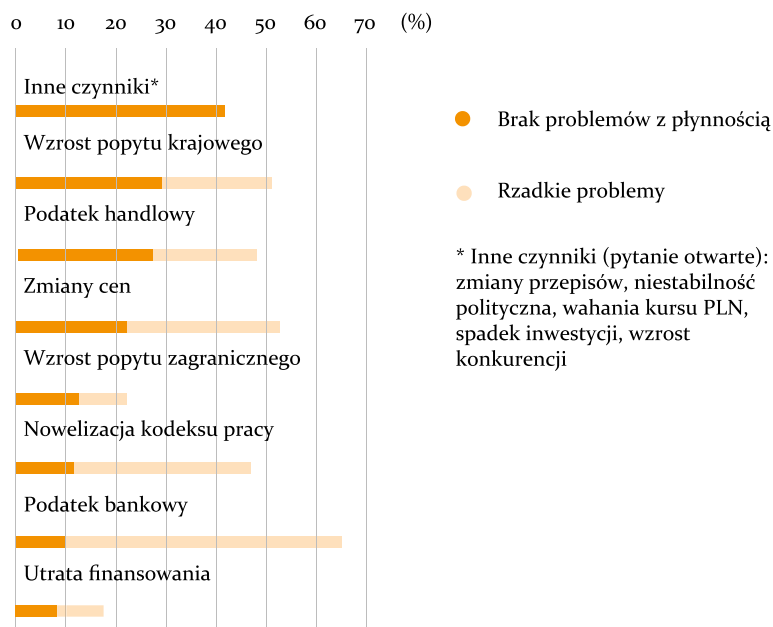 0 10 20 30 40 50 60 70 (%)
Inne czynniki*
Wzrost popytu krajowego
Podatek handlowy
Zmiany cen
Wzrost popytu zagranicznego
Nowelizacja kodeksu pracy
Podatek bankowy
Utrata finansowania
Brak problemów z płynnością
Rzadkie problemy
* Inne czynniki (pytanie otwarte):
zmiany przepisów, niestabilność
polityczna, wahania kursu PLN,
spadek inwestycji, wzrost
konkurencji